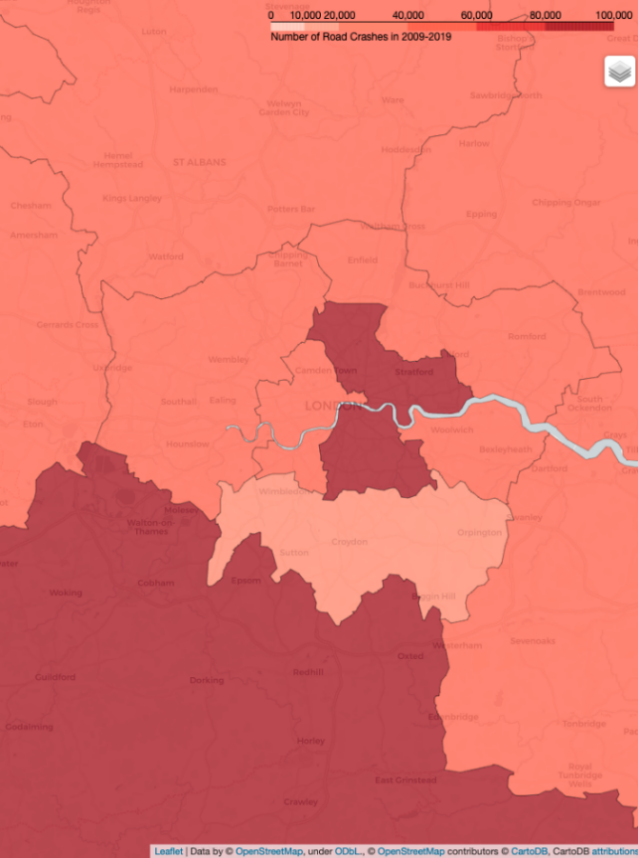 0 10,000 20,000 40,000 60,000 80,000 100,000
Number of Road Crashes in 2009-2019
Stevenage
Luton
Harpenden
Welwyn
Garden City
Ware
Sawbridgeworth
Hemel
Hempstead
ST ALBANS
Hoddesdon
Harlow
Chesham
Kings Langley
Potters Bar
Epping
Chipping Ongar
Amersham
Watford
Chipping
Barnet
Enfield
Buckhurst Hill
Brentwood
Gerrards Cross
Romford
Uxbridge
Wembley
Camden Town
Stratford
Slough
Southall
Ealing
LONDON
South
Ockendon
Eton
Hounslow
Woolwich
Grays
Bexleyheath
Dartford
Wimbledon
Swanley
Molesey
Walton-on-
Thames
Croydon
Orpington
Sutton
Woking
Cobham
Epsom
Biggin Hill
Westerham
Sevenoaks
Oxted
Guildford
Dorking
Redhill
Edenbridge
Tonbridge
Godalming
Horley
Royal
Tunbridge
Wells
East Grinstead
Crawley
Leaflet | Data by © OpenStreetMap, under ODbL., © OpenStreetMap contributors © CartoDB, CartoDB attributions